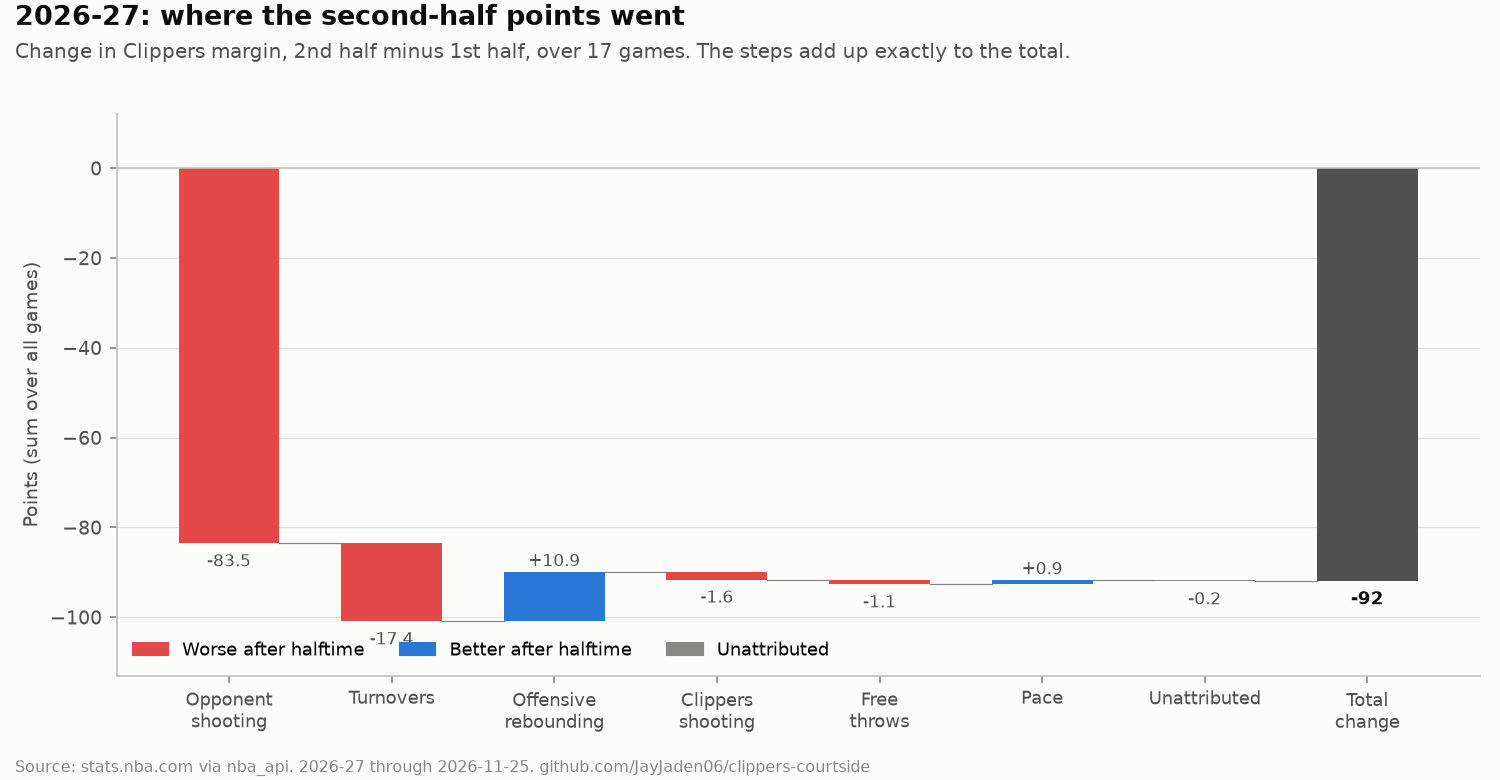 2026-27: where the second-half points went
Change in Clippers margin, 2nd half minus 1st half, over 17 games. The steps add up exactly to the total.
Points (sum over all games)
0
−20
−40
−60
−80
−100
-83.5
-17.4
+10.9
-1.6
-1.1
+0.9
-0.2
-92
Worse after halftime
Better after halftime
Unattributed
Opponent
shooting
Turnovers
Offensive
rebounding
Clippers
shooting
Free
throws
Pace
Unattributed
Total
change
Source: stats.nba.com via nba_api. 2026-27 through 2026-11-25. github.com/JayJaden06/clippers-courtside